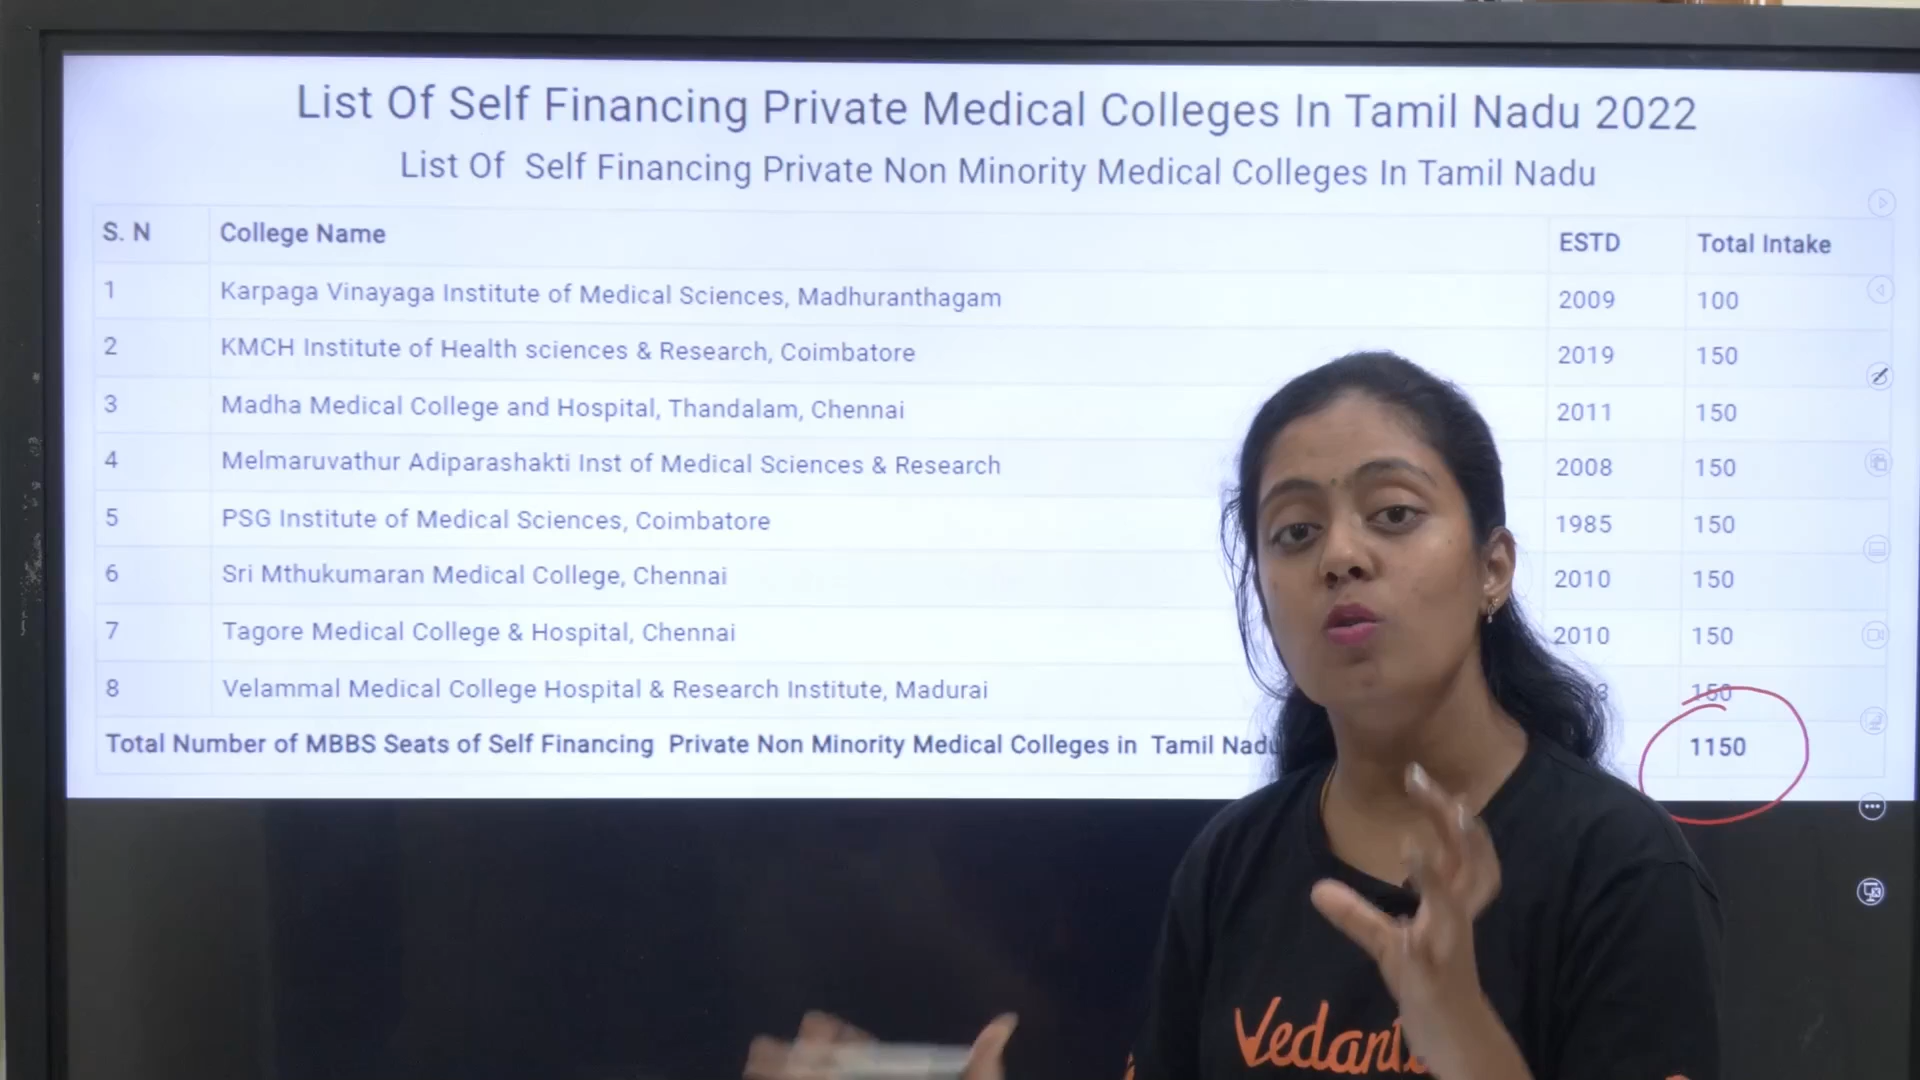 List Of Self Financing Private Medical Colleges In Tamil Nadu 2022
List Of Self Financing Private Non Minority Medical Colleges In Tamil Nadu
S. N College Name ESTD Total Intake
1 Karpaga Vinayaga Institute of Medical Sciences, Madhuranthagam 2009 100
2 KMCH Institute of Health sciences & Research, Coimbatore 2019 150
3 Madha Medical College and Hospital, Thandalam, Chennai 2011 150
4 Melmaruvathur Adiparashakti Inst of Medical Sciences & Research 2008 150
5 PSG Institute of Medical Sciences, Coimbatore 1985 150
6 Sri Mthukumaran Medical College, Chennai 2010 150
7 Tagore Medical College & Hospital, Chennai 2010 150
8 Velammal Medical College Hospital & Research Institute, Madurai 150
Total Number of MBBS Seats of Self Financing Private Non Minority Medical Colleges in Tamil Nadu 1150